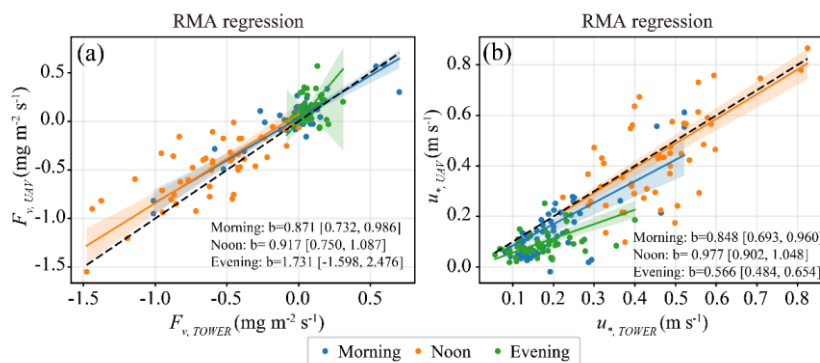 RMA regression
(a)
F_v, UAV (mg m⁻² s⁻¹)
0.5
0.0
-0.5
-1.0
-1.5
Morning: b=0.871 [0.732, 0.986]
Noon: b= 0.917 [0.750, 1.087]
Evening: b=1.731 [-1.598, 2.476]
-1.5 -1.0 -0.5 0.0 0.5
F_v, TOWER (mg m⁻² s⁻¹)
RMA regression
(b)
u_*, UAV (m s⁻¹)
0.8
0.6
0.4
0.2
0.0
Morning: b=0.848 [0.693, 0.960]
Noon: b= 0.977 [0.902, 1.048]
Evening: b=0.566 [0.484, 0.654]
0.1 0.2 0.3 0.4 0.5 0.6 0.7 0.8
u_*, TOWER (m s⁻¹)
Morning Noon Evening